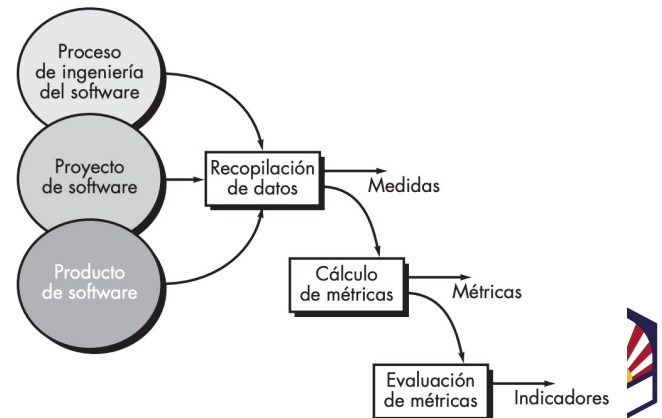 Proceso
de ingeniería
del software
Proyecto
de software
Producto
de software
Recopilación
de datos
Medidas
Cálculo
de métricas
Métricas
Evaluación
de métricas
Indicadores